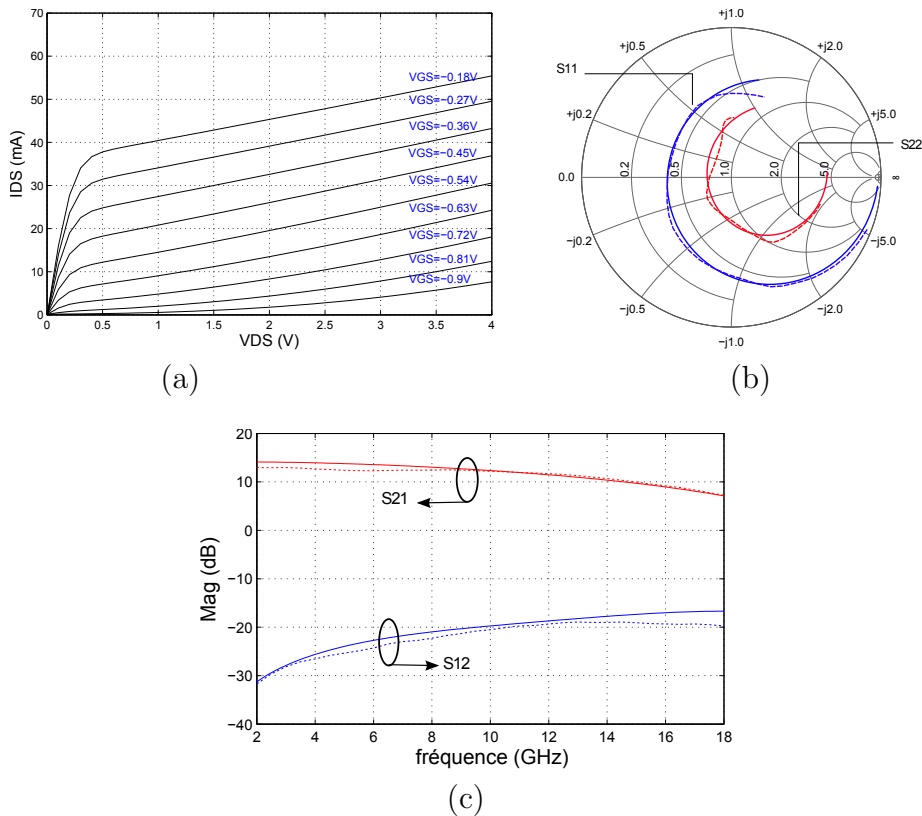 70
60
50
40
30
20
10
0
IDS (mA)
VGS=−0.18V
VGS=−0.27V
VGS=−0.36V
VGS=−0.45V
VGS=−0.54V
VGS=−0.63V
VGS=−0.72V
VGS=−0.81V
VGS=−0.9V
0 0.5 1 1.5 2 2.5 3 3.5 4
VDS (V)
(a)
+j1.0
+j0.5 +j2.0
S11
+j0.2 +j5.0
S22
0.0 0.2 0.5 1.0 2.0 5.0 ∞
−j0.2 −j5.0
−j0.5 −j2.0
−j1.0
(b)
20
10
0
−10
−20
−30
−40
Mag (dB)
S21
S12
2 4 6 8 10 12 14 16 18
fréquence (GHz)
(c)